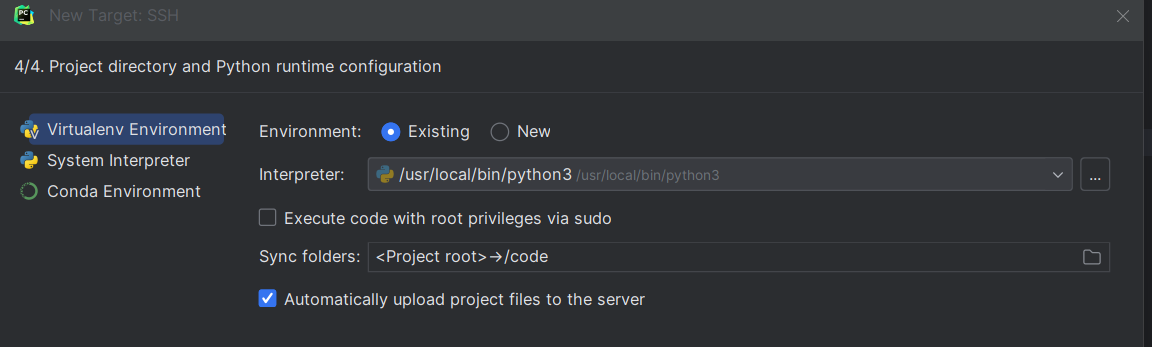 PC New Target: SSH
4/4. Project directory and Python runtime configuration
Virtualenv Environment
System Interpreter
Conda Environment
Environment: Existing New
Interpreter: /usr/local/bin/python3 /usr/local/bin/python3 ...
Execute code with root privileges via sudo
Sync folders: <Project root>→/code
Automatically upload project files to the server